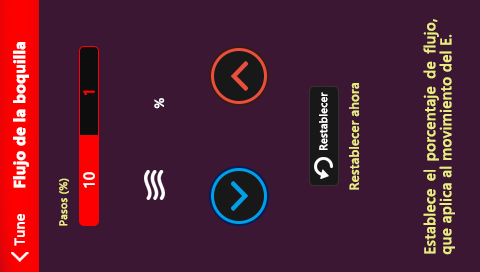 Tune
Flujo de la boquilla
Pasos (%)
10
1
%
Restablecer
Restablecer ahora
Establece el porcentaje de flujo,
que aplica al movimiento del E.